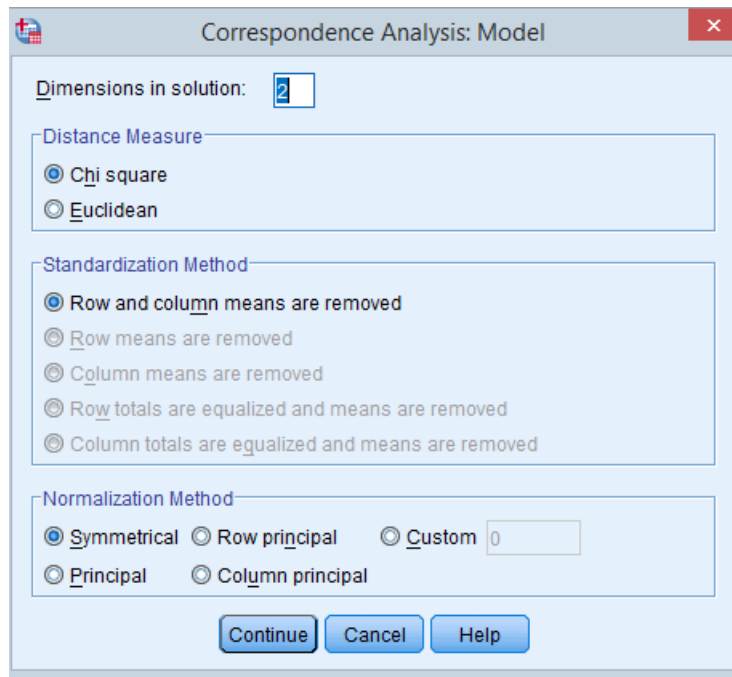 Correspondence Analysis: Model
Dimensions in solution: 2
Distance Measure
Chi square
Euclidean
Standardization Method
Row and column means are removed
Row means are removed
Column means are removed
Row totals are equalized and means are removed
Column totals are equalized and means are removed
Normalization Method
Symmetrical Row principal Custom 0
Principal Column principal
Continue Cancel Help